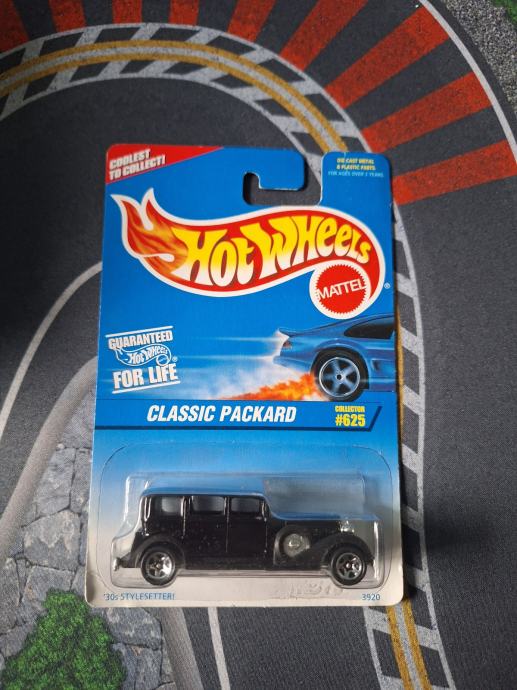 COOLEST
TO COLLECT!
DIE CAST METAL
& PLASTIC PARTS
FOR AGES OVER 3 YEARS
HOT WHEELS
®
MATTEL
GUARANTEED
Hot Wheels
®
FOR LIFE
CLASSIC PACKARD
COLLECTOR
#625
'30s STYLESETTER!
3920